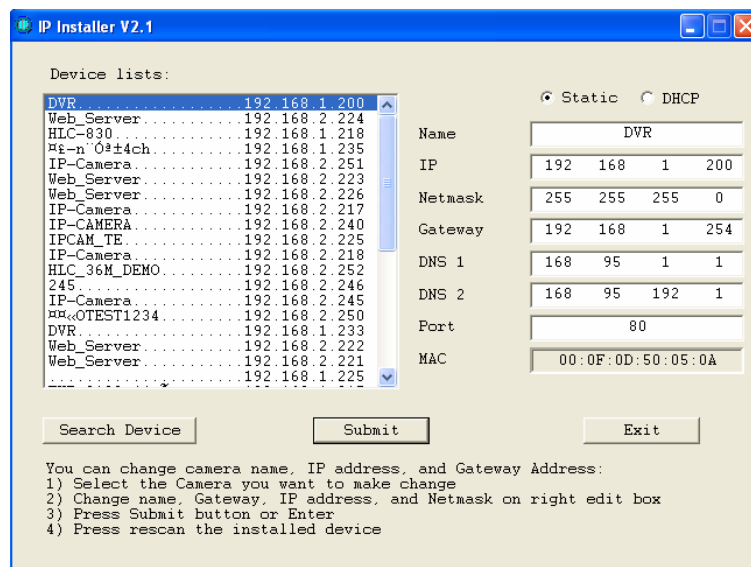 IP Installer V2.1
Device lists:
DVR...................192.168.1.200
Web_Server..........192.168.2.224
HLC-830.............192.168.1.218
¤£-n¨Óª±4ch.........192.168.1.235
IP-Camera...........192.168.2.251
Web_Server..........192.168.2.223
Web_Server..........192.168.2.226
IP-Camera...........192.168.2.217
IP-CAMERA...........192.168.2.240
IPCAM_TE............192.168.2.225
IP-Camera...........192.168.2.218
HLC_36M_DEMO........192.168.2.252
245.................192.168.2.246
IP-Camera...........192.168.2.245
¤¤«OTEST1234........192.168.2.250
DVR.................192.168.1.233
Web_Server..........192.168.2.222
Web_Server..........192.168.2.221
....................192.168.1.225
Static DHCP
Name DVR
IP 192 168 1 200
Netmask 255 255 255 0
Gateway 192 168 1 254
DNS 1 168 95 1 1
DNS 2 168 95 192 1
Port 80
MAC 00:0F:0D:50:05:0A
Search Device Submit Exit
You can change camera name, IP address, and Gateway Address:
1) Select the Camera you want to make change
2) Change name, Gateway, IP address, and Netmask on right edit box
3) Press Submit button or Enter
4) Press rescan the installed device